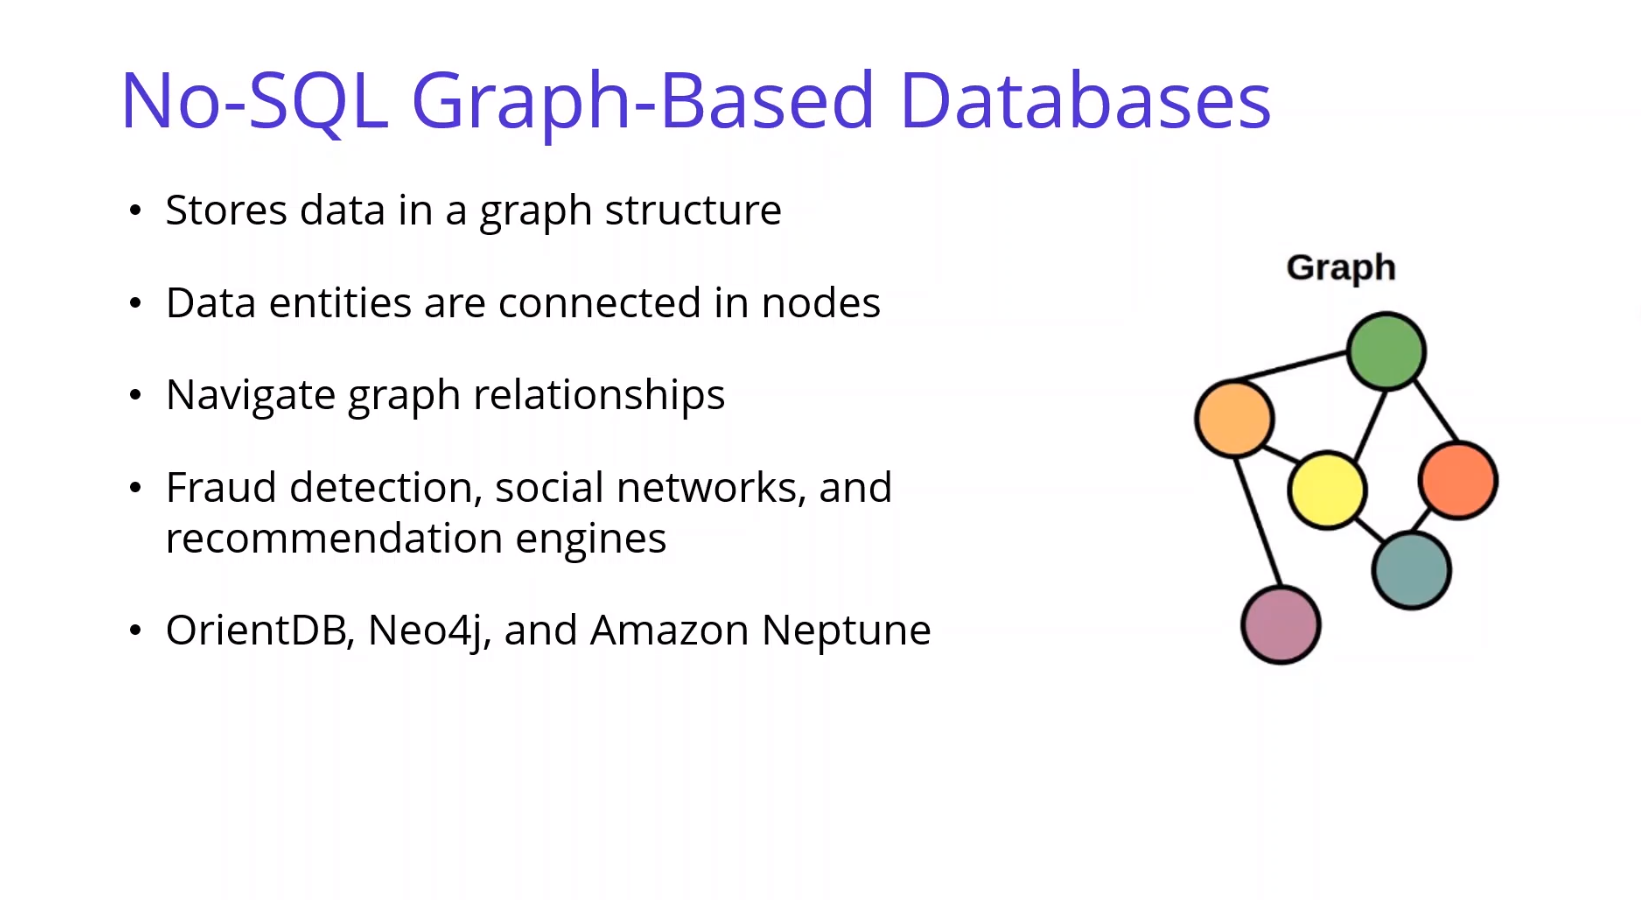 No-SQL Graph-Based Databases
• Stores data in a graph structure
• Data entities are connected in nodes
• Navigate graph relationships
• Fraud detection, social networks, and
recommendation engines
• OrientDB, Neo4j, and Amazon Neptune
Graph